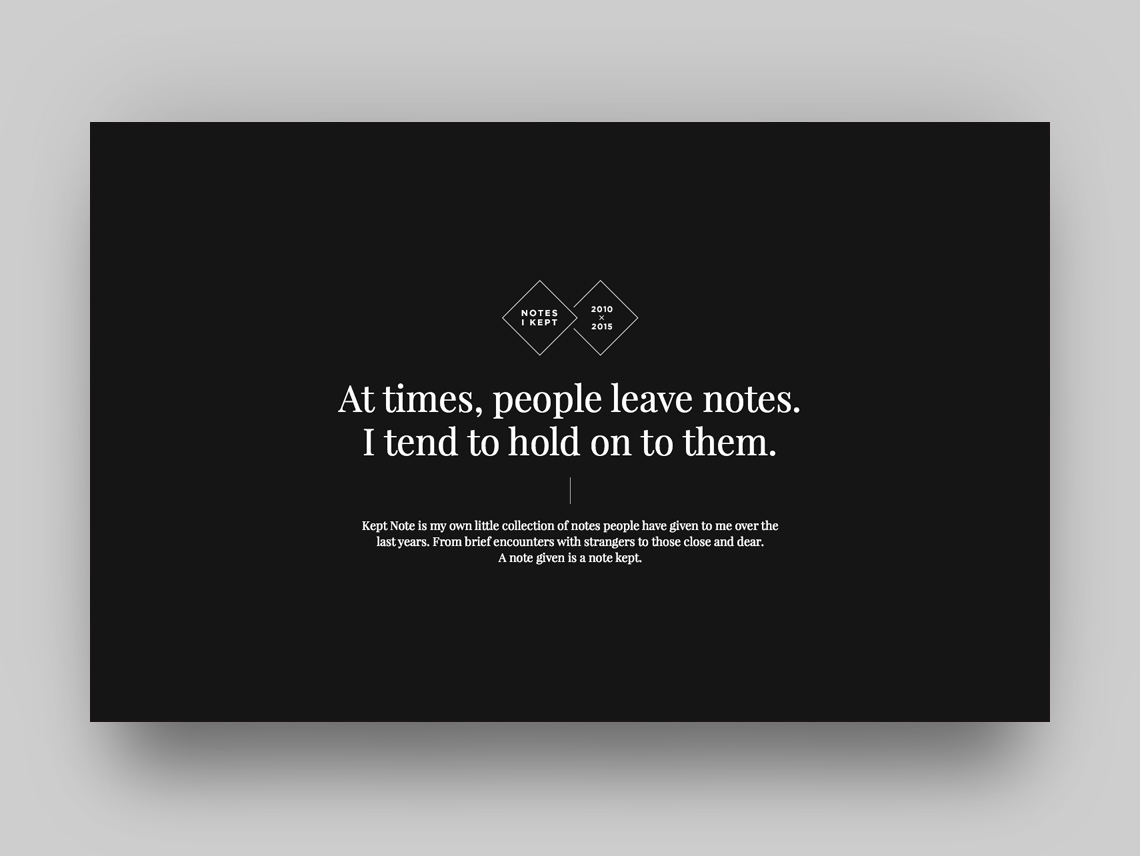 NOTES
I KEPT
2010
×
2015
At times, people leave notes.
I tend to hold on to them.
Kept Note is my own little collection of notes people have given to me over the
last years. From brief encounters with strangers to those close and dear.
A note given is a note kept.